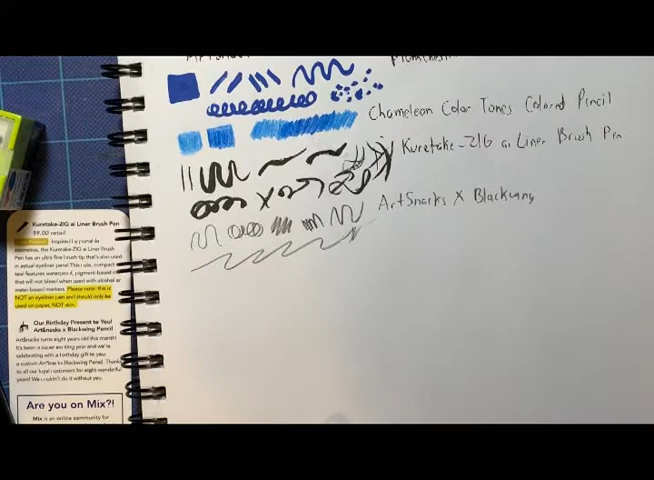 Chameleon Color Tones Colored Pencil
Kuretake-ZIG ai Liner Brush Pen
ArtSnacks X Blackwing
Kuretake-ZIG ai Liner Brush Pen
$9.00 retail
Inspired by portable
cosmetics, the Kuretake-ZIG ai Liner Brush
Pen has an ultra fine brush tip that's also used
in actual eyeliner pens! This
marker features waterproof, pigment-based
that will not bleed when used with alcohol or
water-based markers. Please note: this is
NOT an eyeliner pen and should only be
used on paper, NOT skin.
Our Birthday Present to You!
ArtSnacks x Blackwing Pencil
ArtSnacks turns eight years old this month!
It's been a super exciting year and we're
celebrating with a birthday gift to you
a custom ArtSnacks Blackwing Pencil. Thanks
to all our loyal customers for eight wonderful
years! We couldn't do it without you.
Are you on Mix?!
Mix is an online community for